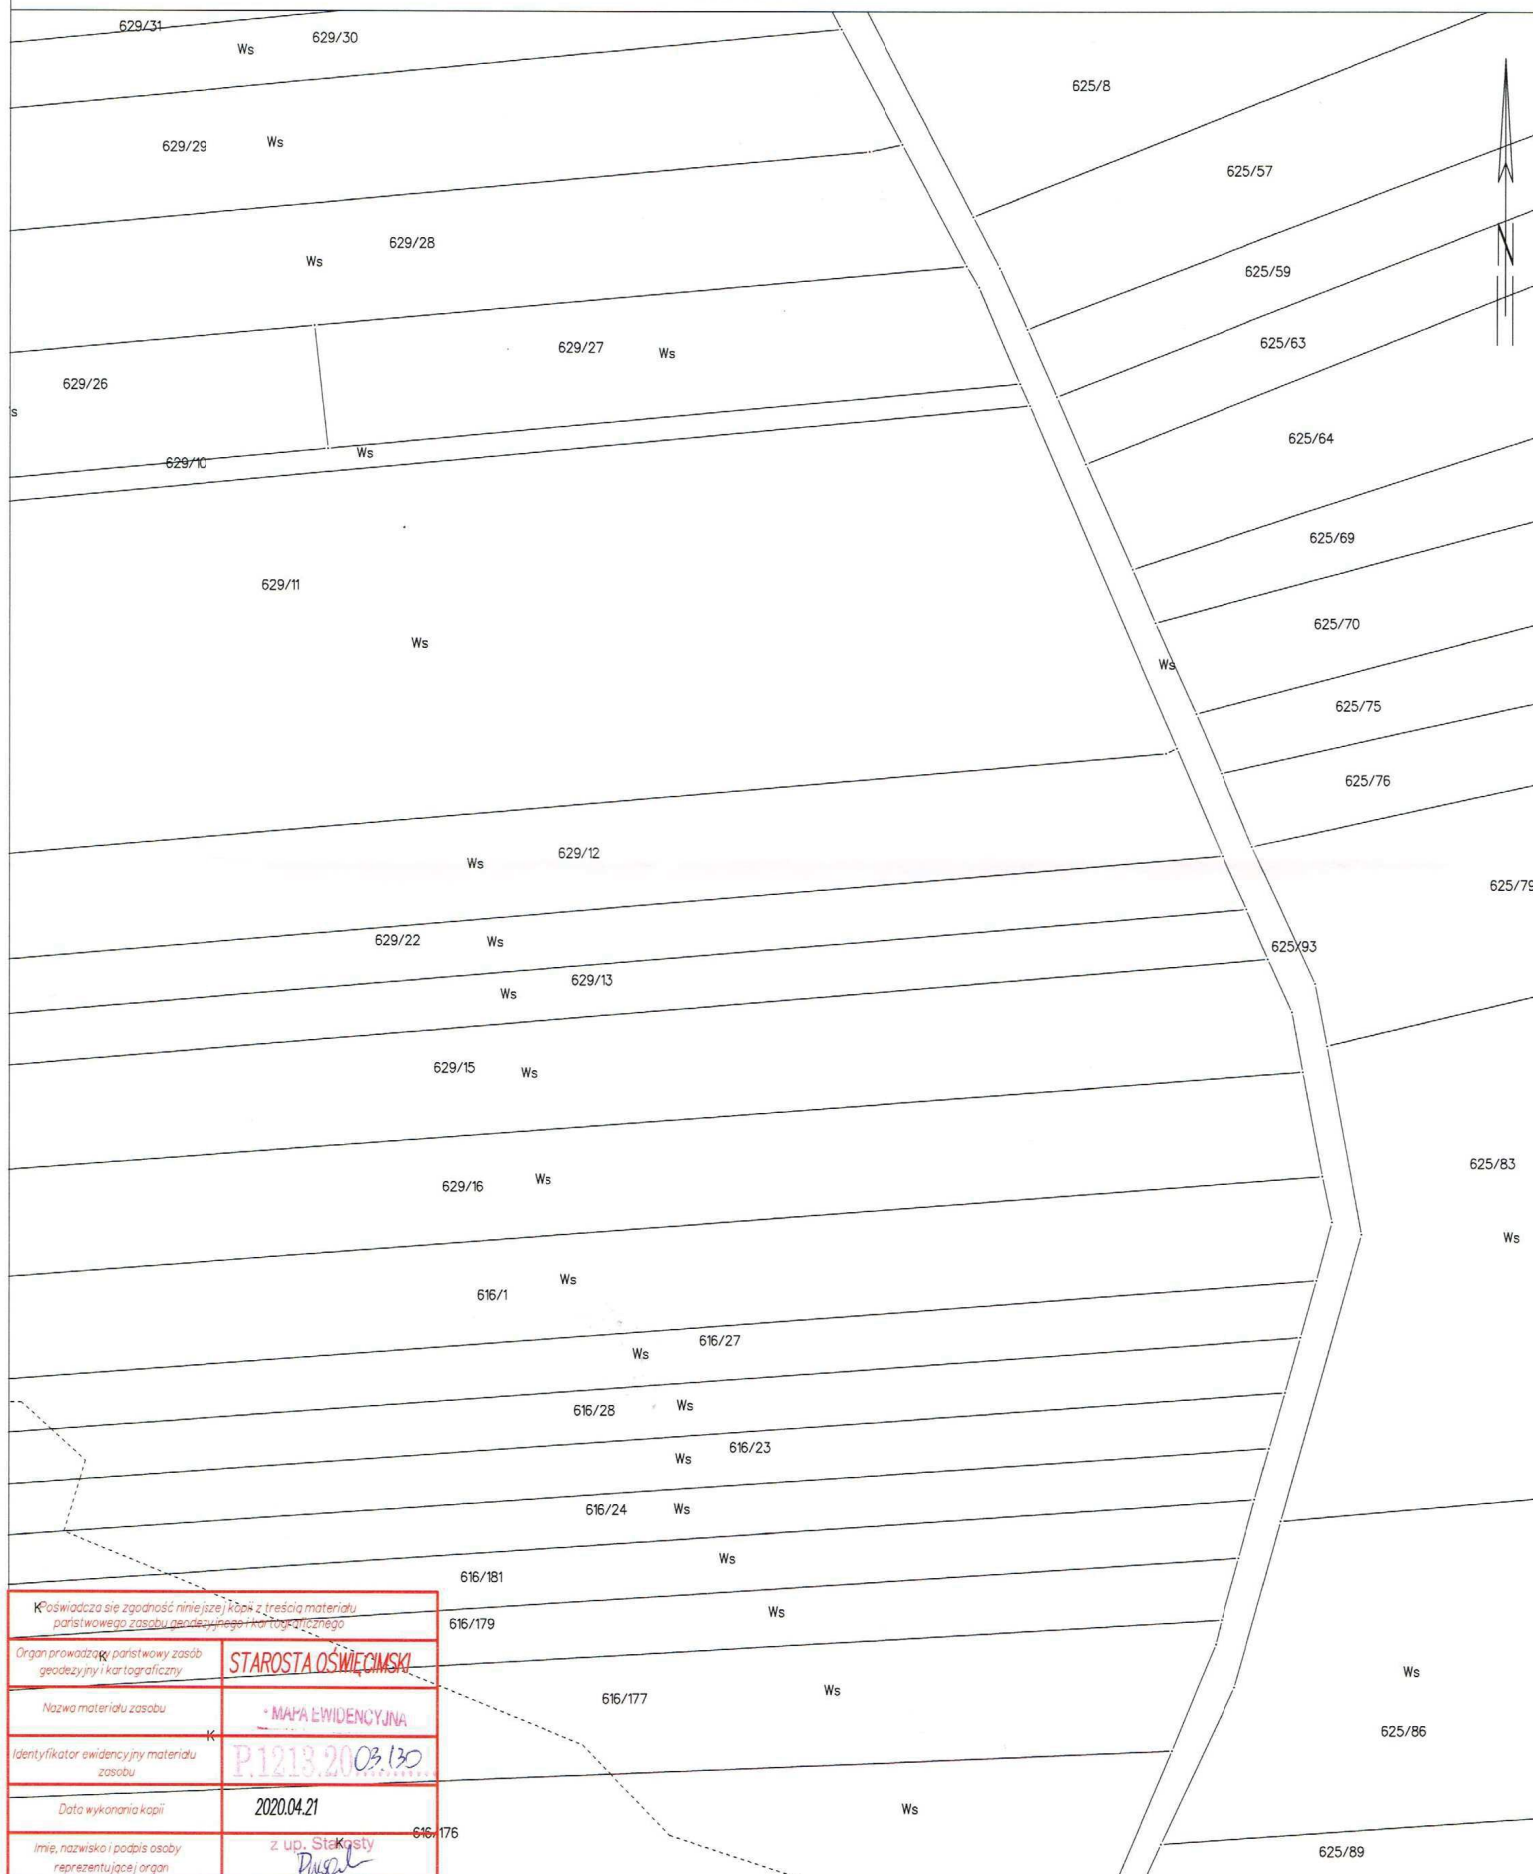 629/31
Ws
629/30
625/8
629/29
Ws
625/57
629/28
Ws
625/59
629/27
Ws
625/63
629/26
s
629/10
Ws
625/64
625/69
629/11
Ws
625/70
Ws
625/75
625/76
Ws
629/12
625/79
629/22
Ws
625/93
629/13
Ws
629/15
Ws
629/16
Ws
625/83
Ws
616/1
Ws
616/27
Ws
616/28
Ws
616/23
Ws
616/24
Ws
616/181
Ws
616/179
Ws
616/177
Ws
Ws
625/86
Ws
616/176
625/89
N
K
Poświadcza się zgodność niniejszej kopii z treścią materiału
państwowego zasobu geodezyjnego i kartograficznego
Organ prowadzący państwowy zasób
geodezyjny i kartograficzny
K
STAROSTA OŚWIĘCIMSKI
Nazwa materiału zasobu
MAPA EWIDENCYJNA
K
Identyfikator ewidencyjny materiału
zasobu
P.1213.2003.130
Data wykonania kopii
2020.04.21
Imię, nazwisko i podpis osoby
reprezentującej organ
z up. Starosty
K